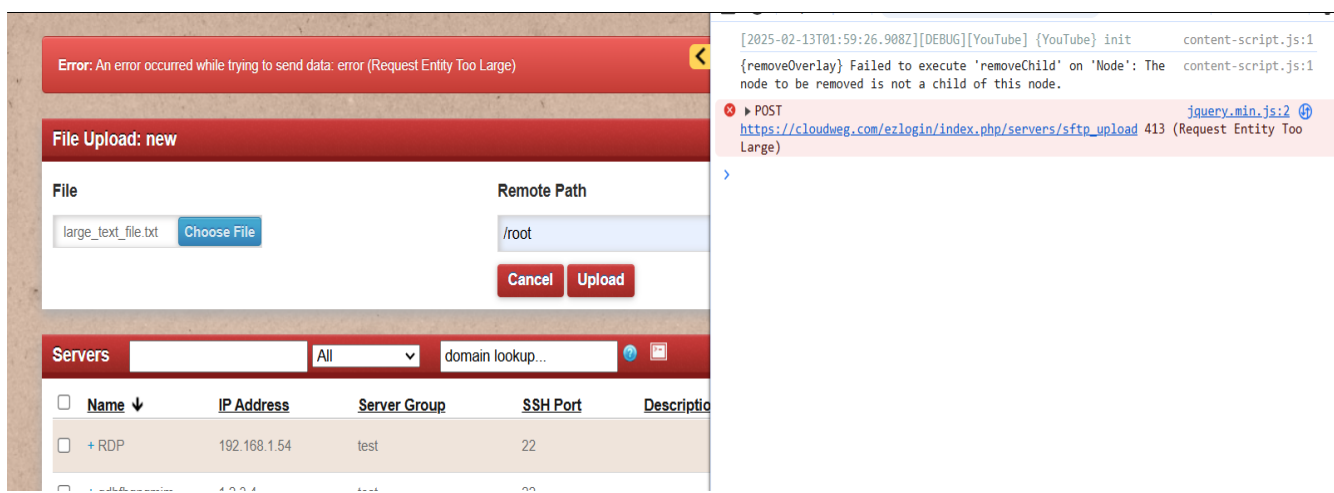 Error: An error occurred while trying to send data: error (Request Entity Too Large)
File Upload: new
File
Remote Path
large_text_file.txt Choose File
/root
Cancel Upload
Servers All domain lookup...
Name IP Address Server Group SSH Port Descriptio
+ RDP 192.168.1.54 test 22
[2025-02-13T01:59:26.908Z][DEBUG][YouTube] {YouTube} init content-script.js:1
{removeOverlay} Failed to execute 'removeChild' on 'Node': The content-script.js:1
node to be removed is not a child of this node.
POST jquery.min.js:2
https://cloudweg.com/ezlogin/index.php/servers/sftp_upload 413 (Request Entity Too
Large)